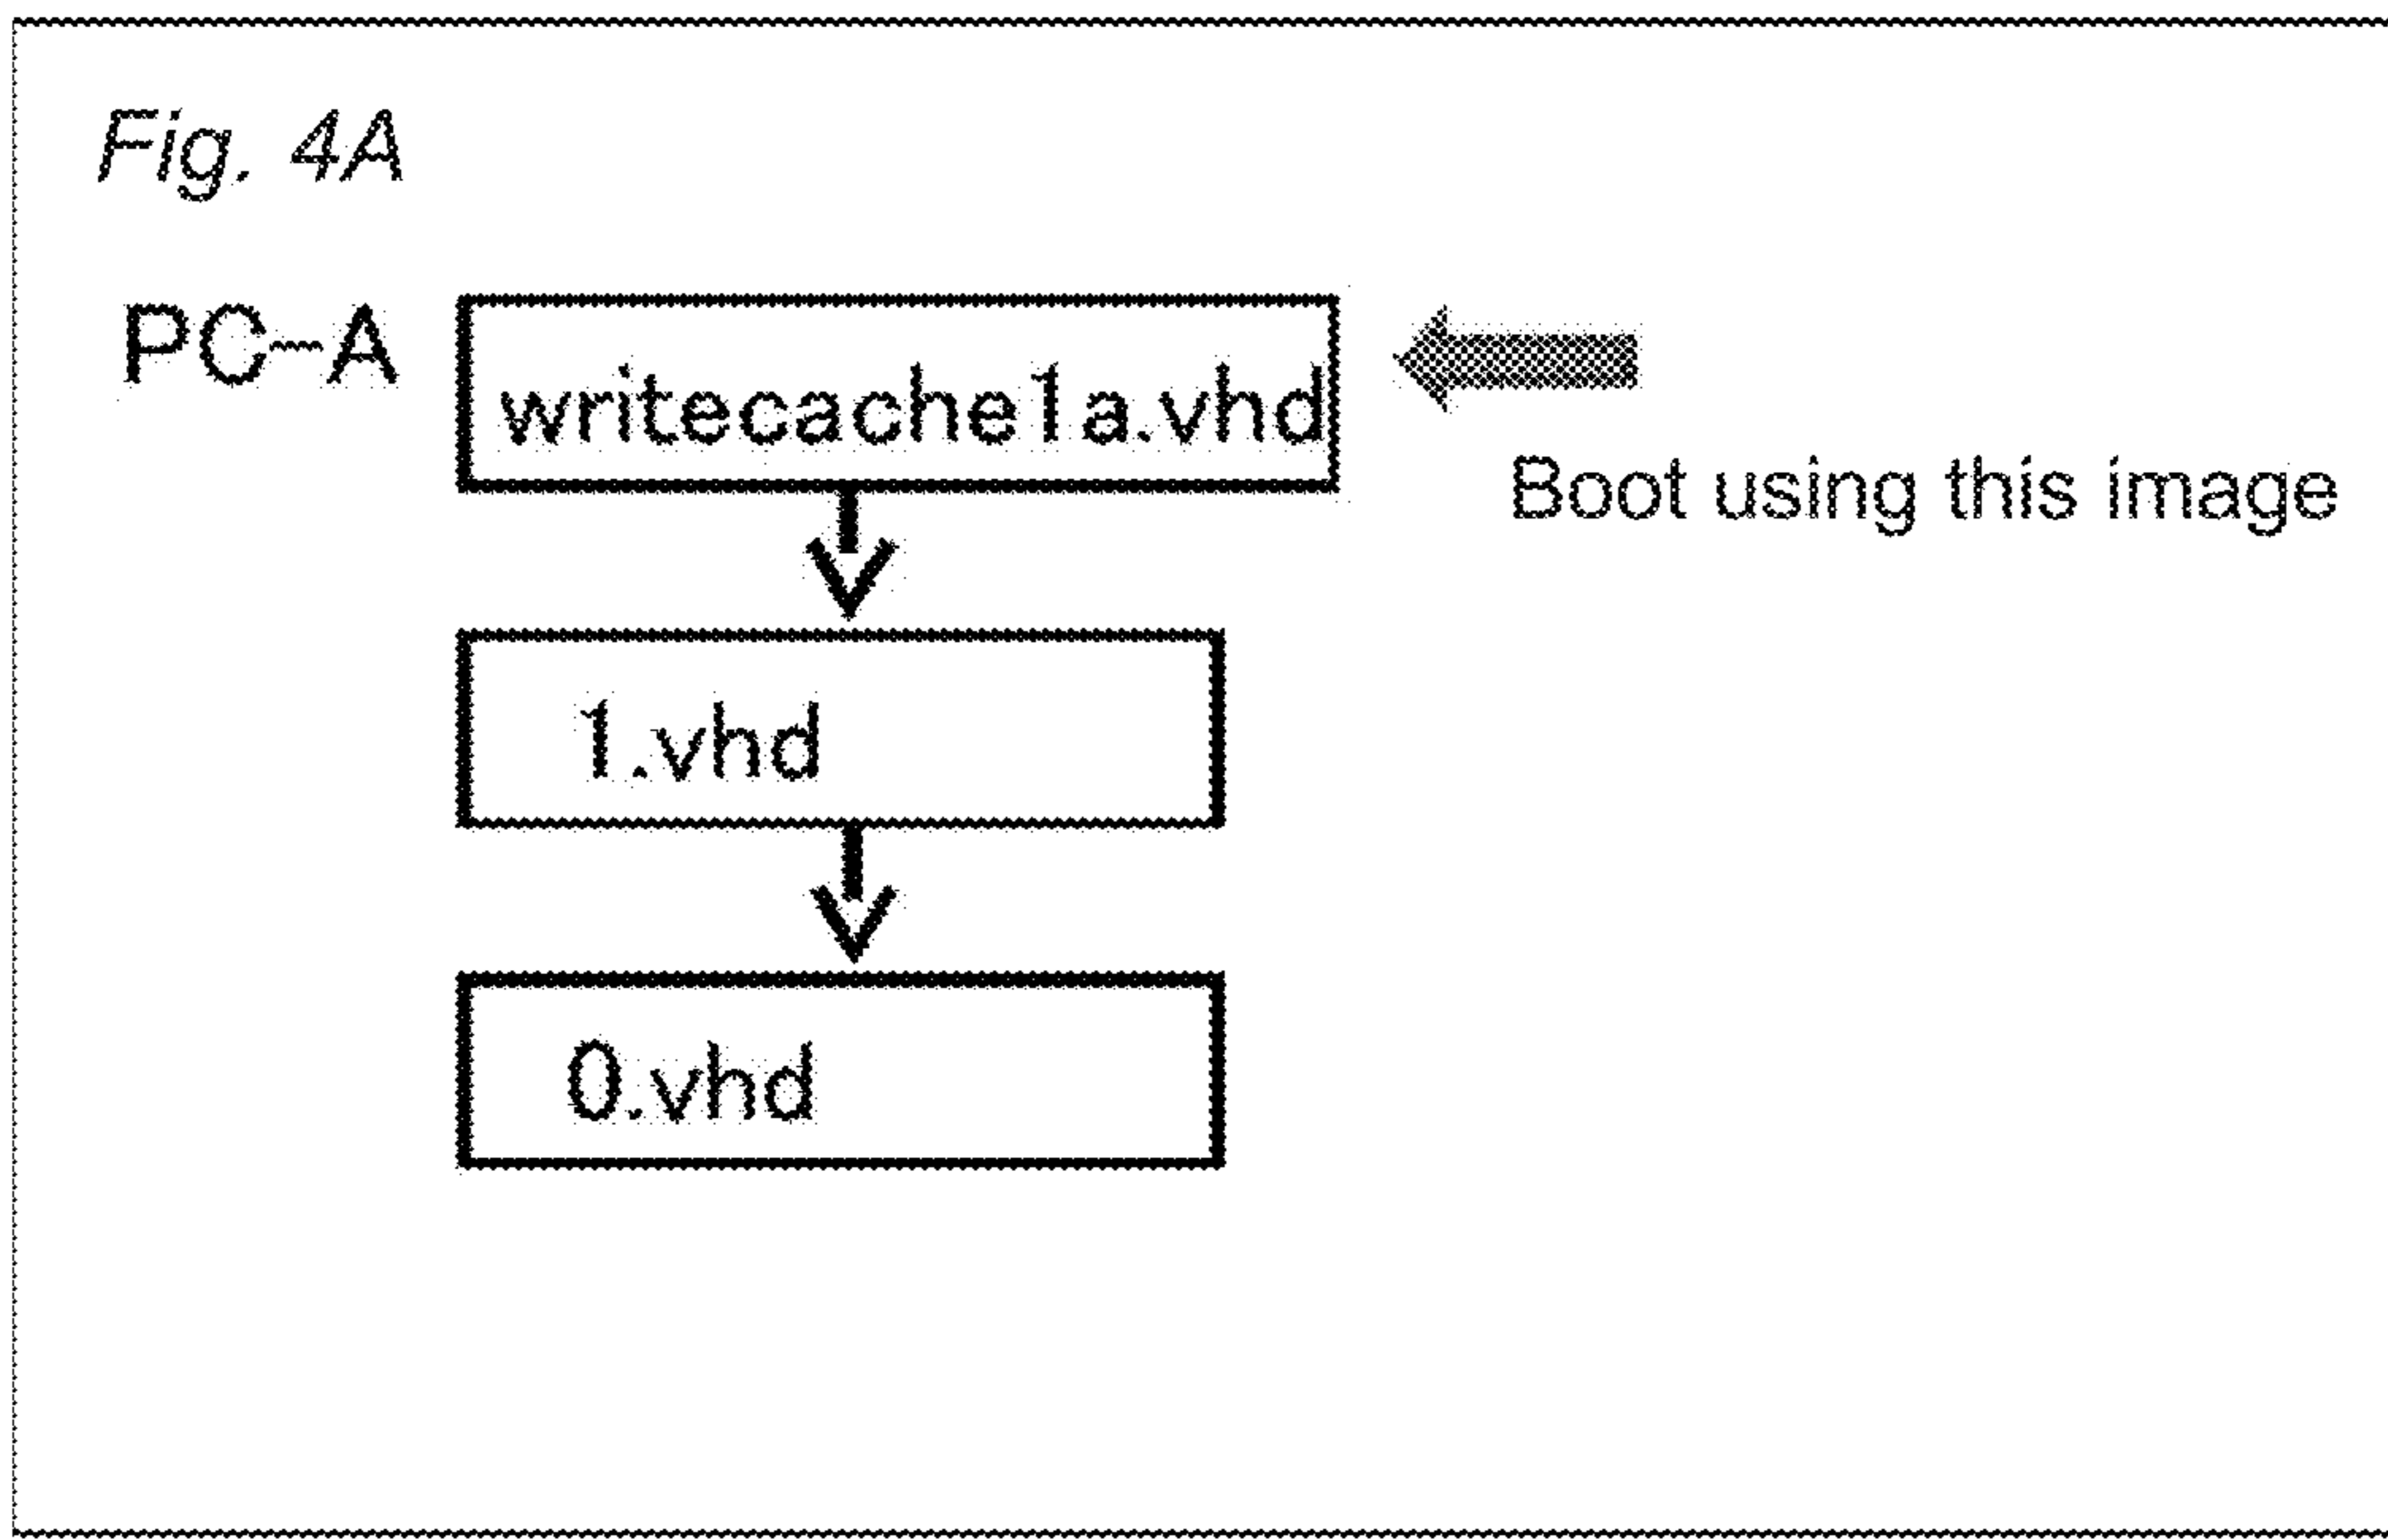 Fig. 4A
PC-A
writecache1a.vhd
Boot using this image
1.vhd
0.vhd